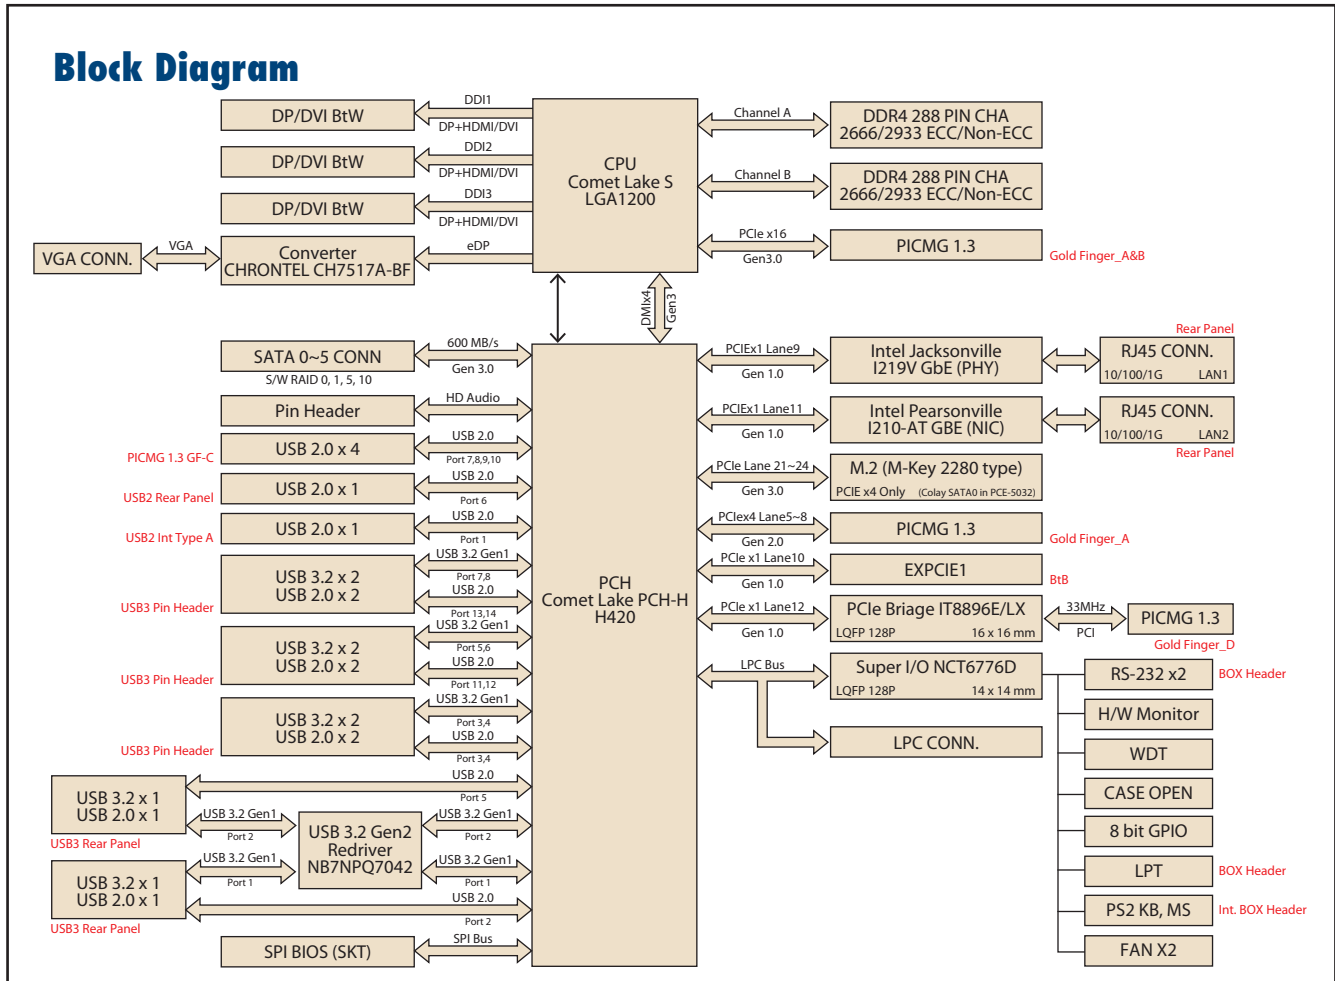 Block Diagram
DP/DVI BtW
DDI1
DP+HDMI/DVI
DP/DVI BtW
DDI2
DP+HDMI/DVI
DP/DVI BtW
DDI3
DP+HDMI/DVI
VGA CONN.
VGA
Converter
CHRONTEL CH7517A-BF
eDP
CPU
Comet Lake S
LGA1200
Channel A
DDR4 288 PIN CHA
2666/2933 ECC/Non-ECC
Channel B
DDR4 288 PIN CHA
2666/2933 ECC/Non-ECC
PCIe x16
Gen3.0
PICMG 1.3
Gold Finger_A&B
DMIx4
Gen3
SATA 0~5 CONN
S/W RAID 0, 1, 5, 10
600 MB/s
Gen 3.0
Pin Header
HD Audio
PICMG 1.3 GF-C
USB 2.0 x 4
USB 2.0
Port 7,8,9,10
USB2 Rear Panel
USB 2.0 x 1
USB 2.0
Port 6
USB2 Int Type A
USB 2.0 x 1
USB 2.0
Port 1
USB3 Pin Header
USB 3.2 x 2
USB 2.0 x 2
USB 3.2 Gen1
Port 7,8
USB 2.0
Port 13,14
USB3 Pin Header
USB 3.2 x 2
USB 2.0 x 2
USB 3.2 Gen1
Port 5,6
USB 2.0
Port 11,12
USB3 Pin Header
USB 3.2 x 2
USB 2.0 x 2
USB 3.2 Gen1
Port 3,4
USB 2.0
Port 3,4
USB 3.2 x 1
USB 2.0 x 1
USB3 Rear Panel
USB 2.0
Port 5
USB 3.2 Gen1
Port 2
USB 3.2 Gen2
Redriver
NB7NPQ7042
USB 3.2 Gen1
Port 2
USB 3.2 x 1
USB 2.0 x 1
USB3 Rear Panel
USB 3.2 Gen1
Port 1
USB 3.2 Gen1
Port 1
USB 2.0
Port 2
SPI BIOS (SKT)
SPI Bus
PCH
Comet Lake PCH-H
H420
PCIEx1 Lane9
Gen 1.0
Intel Jacksonville
I219V GbE (PHY)
Rear Panel
RJ45 CONN.
10/100/1G LAN1
PCIEx1 Lane11
Gen 1.0
Intel Pearsonville
I210-AT GBE (NIC)
RJ45 CONN.
10/100/1G LAN2
Rear Panel
PCIe Lane 21~24
Gen 3.0
M.2 (M-Key 2280 type)
PCIE x4 Only (Colay SATA0 in PCE-5032)
PCIex4 Lane5~8
Gen 2.0
PICMG 1.3
Gold Finger_A
PCIe x1 Lane10
Gen 1.0
EXPCIE1
BtB
PCIe x1 Lane12
Gen 1.0
PCIe Briage IT8896E/LX
LQFP 128P 16 x 16 mm
33MHz
PCI
PICMG 1.3
Gold Finger_D
LPC Bus
Super I/O NCT6776D
LQFP 128P 14 x 14 mm
LPC CONN.
RS-232 x2
BOX Header
H/W Monitor
WDT
CASE OPEN
8 bit GPIO
LPT
BOX Header
PS2 KB, MS
Int. BOX Header
FAN X2